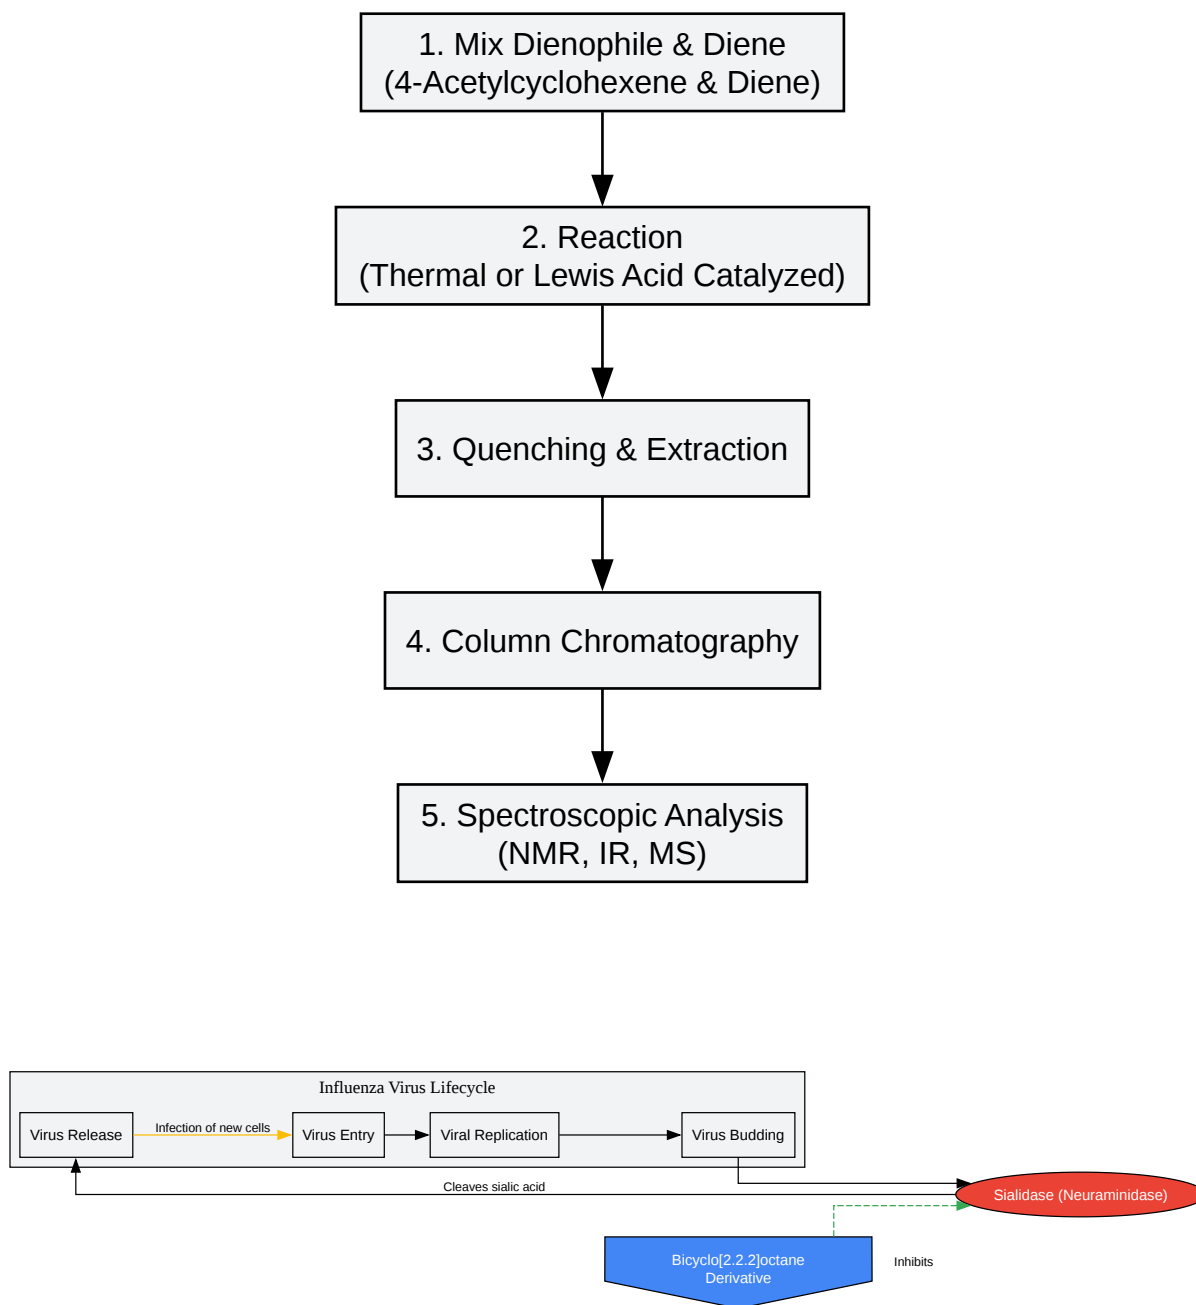 1. Mix Dienophile & Diene
(4-Acetylcyclohexene & Diene)
2. Reaction
(Thermal or Lewis Acid Catalyzed)
3. Quenching & Extraction
4. Column Chromatography
5. Spectroscopic Analysis
(NMR, IR, MS)
Influenza Virus Lifecycle
Virus Release
Infection of new cells
Virus Entry
Viral Replication
Virus Budding
Cleaves sialic acid
Sialidase (Neuraminidase)
Bicyclo[2.2.2]octane
Derivative
Inhibits